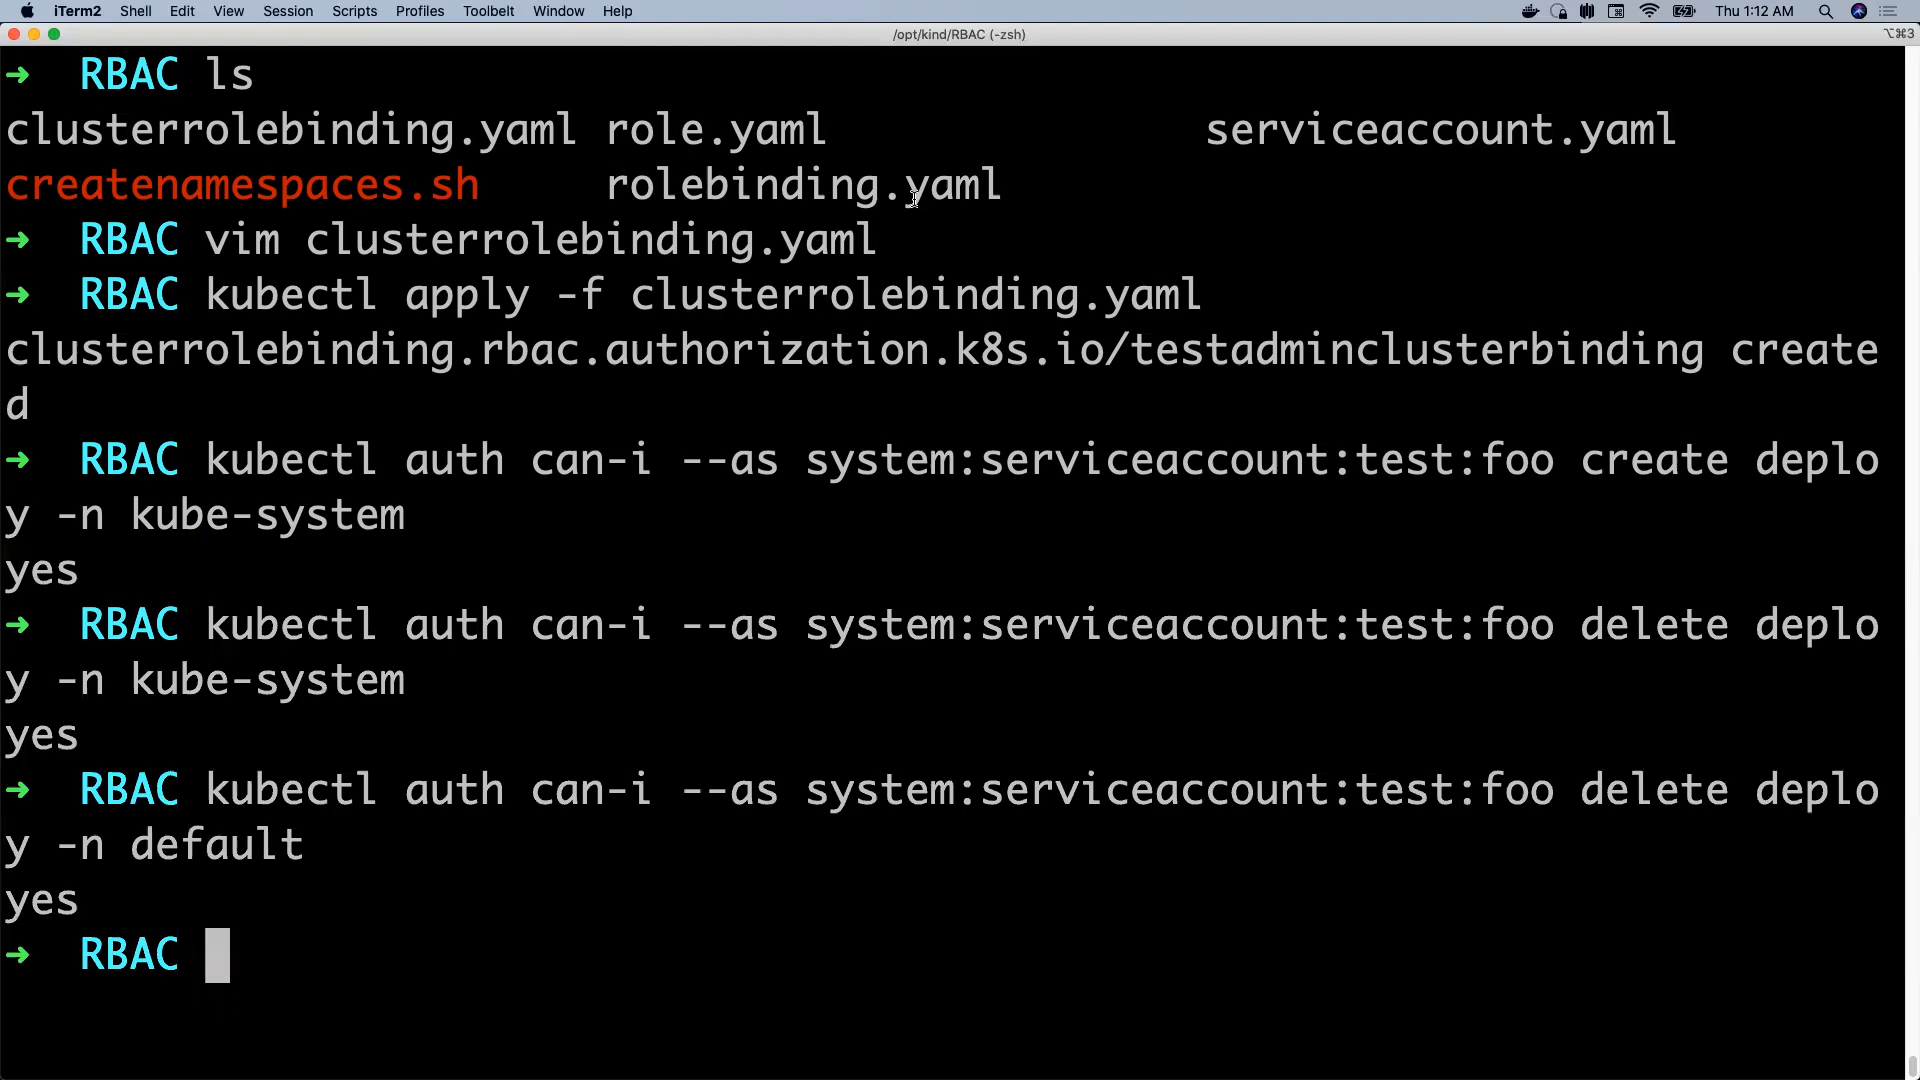 iTerm2 Shell Edit View Session Scripts Profiles Toolbelt Window Help Thu 1:12 AM
/opt/kind/RBAC (-zsh) ⌥⌘3
➜ RBAC ls
clusterrolebinding.yaml role.yaml serviceaccount.yaml
createnamespaces.sh rolebinding.yaml
➜ RBAC vim clusterrolebinding.yaml
➜ RBAC kubectl apply -f clusterrolebinding.yaml
clusterrolebinding.rbac.authorization.k8s.io/testadminclusterbinding create
d
➜ RBAC kubectl auth can-i --as system:serviceaccount:test:foo create deplo
y -n kube-system
yes
➜ RBAC kubectl auth can-i --as system:serviceaccount:test:foo delete deplo
y -n kube-system
yes
➜ RBAC kubectl auth can-i --as system:serviceaccount:test:foo delete deplo
y -n default
yes
➜ RBAC